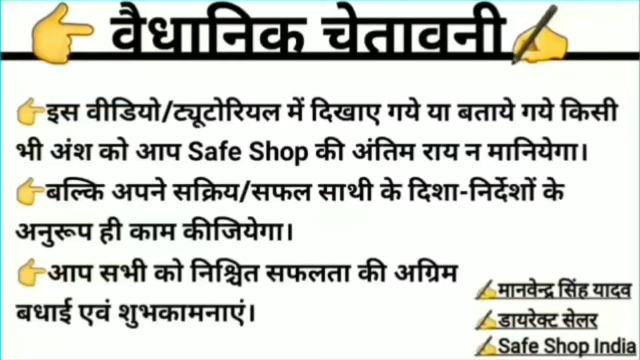 👉वैधानिक चेतावनी✍️
👉इस वीडियो/ट्यूटोरियल में दिखाए गये या बताये गये किसी
भी अंश को आप Safe Shop की अंतिम राय न मानियेगा।
👉बल्कि अपने सक्रिय/सफल साथी के दिशा-निर्देशों के
अनुरूप ही काम कीजियेगा।
👉आप सभी को निश्चित सफलता की अग्रिम
बधाई एवं शुभकामनाएं।
✍️मानवेन्द्र सिंह यादव
✍️डायरेक्ट सेलर
✍️Safe Shop India